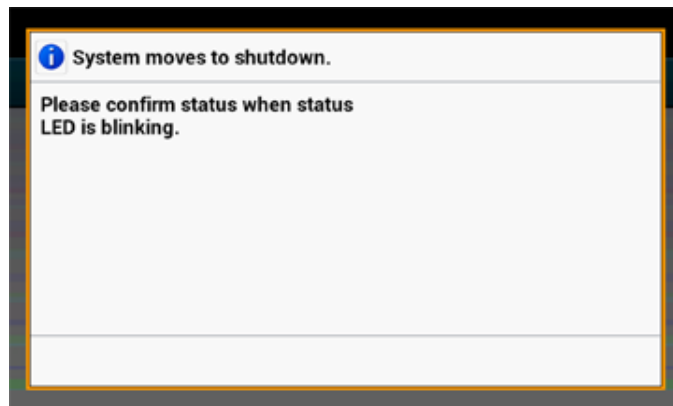 System moves to shutdown.
Please confirm status when status
LED is blinking.